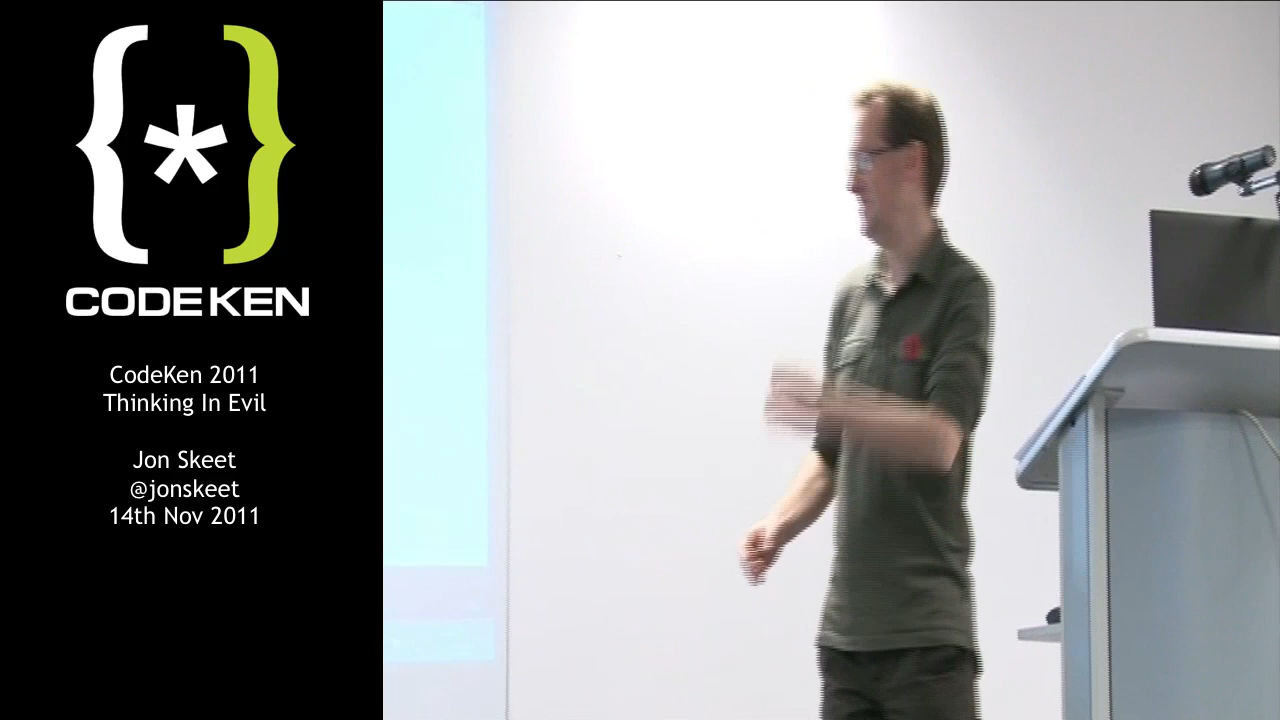 {*}
CODEKEN
CodeKen 2011
Thinking In Evil
Jon Skeet
@jonskeet
14th Nov 2011